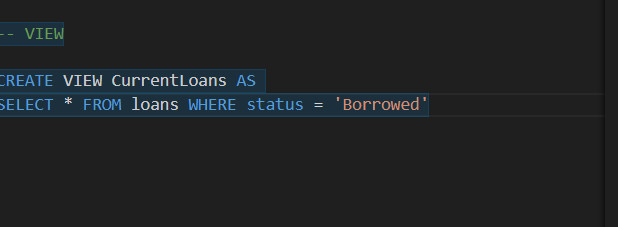 -- VIEW
CREATE VIEW CurrentLoans AS
SELECT * FROM loans WHERE status = 'Borrowed'